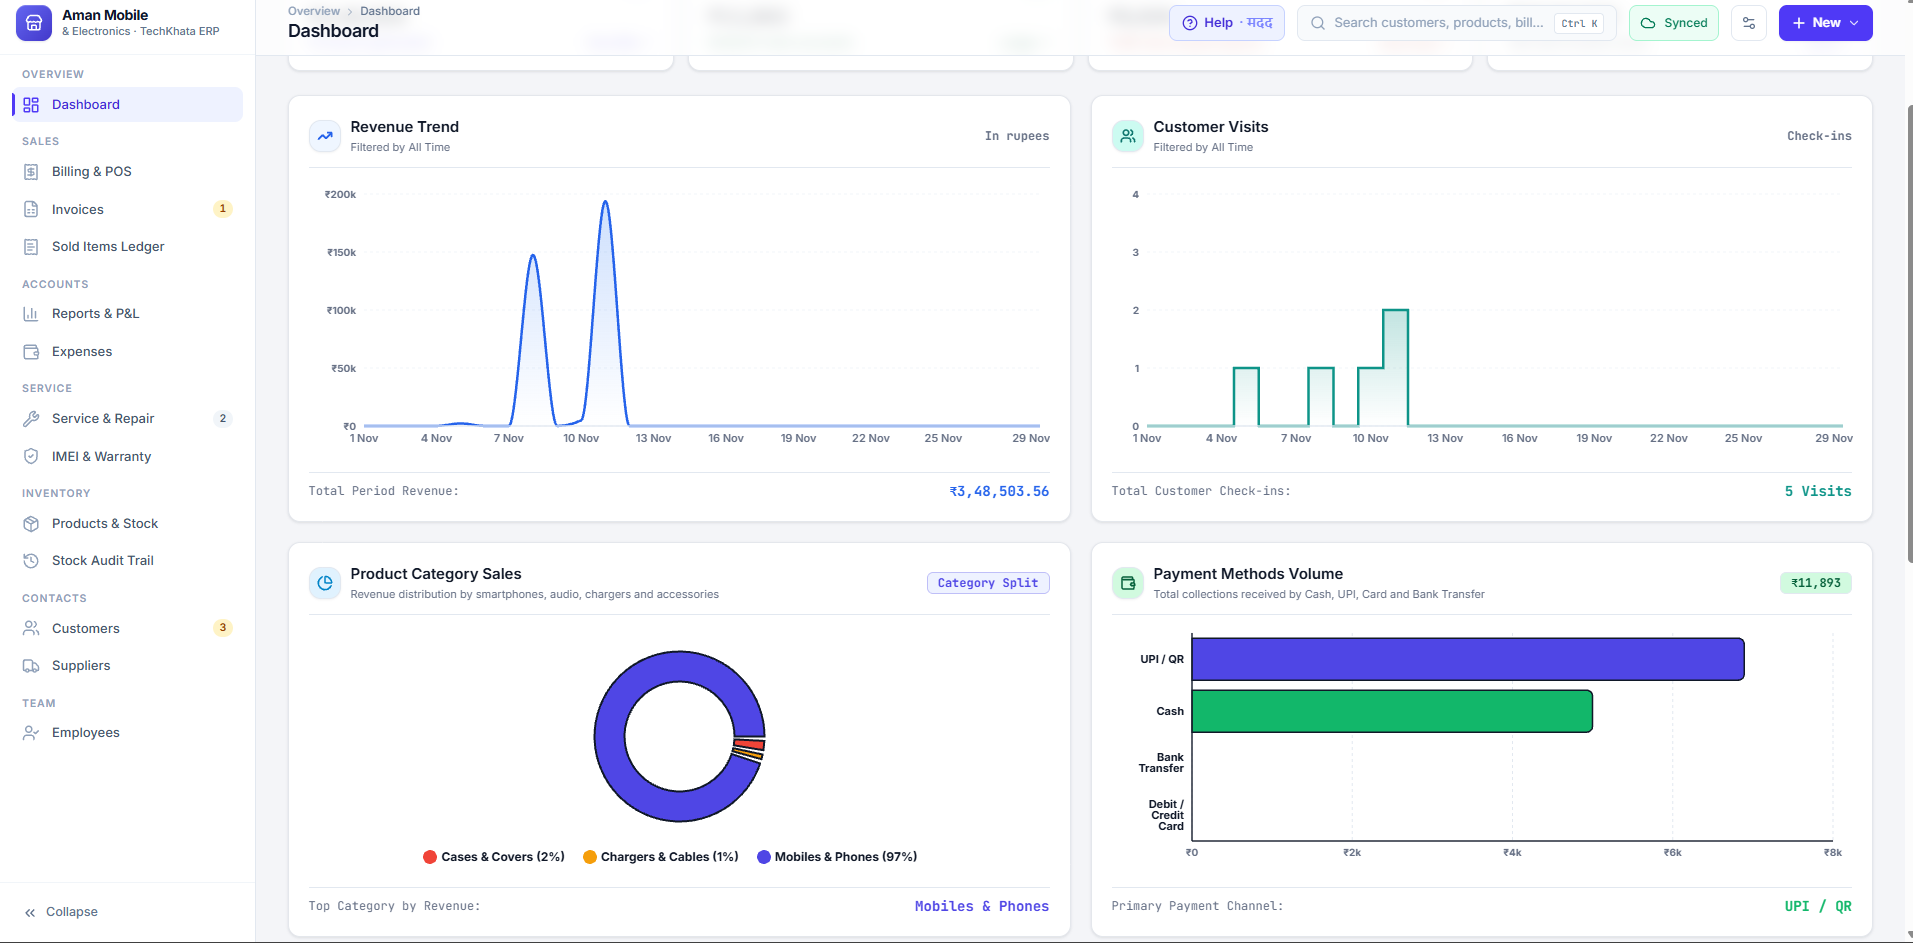 Aman Mobile
& Electronics · TechKhata ERP
OVERVIEW
Dashboard
SALES
Billing & POS
Invoices 1
Sold Items Ledger
ACCOUNTS
Reports & P&L
Expenses
SERVICE
Service & Repair 2
IMEI & Warranty
INVENTORY
Products & Stock
Stock Audit Trail
CONTACTS
Customers 3
Suppliers
TEAM
Employees
Collapse
Overview > Dashboard
Dashboard
Help · मदद
Search customers, products, bill... Ctrl K
Synced
New
Revenue Trend
Filtered by All Time
In rupees
₹200k
₹150k
₹100k
₹50k
₹0
1 Nov 4 Nov 7 Nov 10 Nov 13 Nov 16 Nov 19 Nov 22 Nov 25 Nov 29 Nov
Total Period Revenue: ₹3,48,503.56
Customer Visits
Filtered by All Time
Check-ins
4
3
2
1
0
1 Nov 4 Nov 7 Nov 10 Nov 13 Nov 16 Nov 19 Nov 22 Nov 25 Nov 29 Nov
Total Customer Check-ins: 5 Visits
Product Category Sales
Revenue distribution by smartphones, audio, chargers and accessories
Category Split
Cases & Covers (2%) Chargers & Cables (1%) Mobiles & Phones (97%)
Top Category by Revenue: Mobiles & Phones
Payment Methods Volume
Total collections received by Cash, UPI, Card and Bank Transfer
₹11,893
UPI / QR
Cash
Bank
Transfer
Debit /
Credit
Card
₹0 ₹2k ₹4k ₹6k ₹8k
Primary Payment Channel: UPI / QR